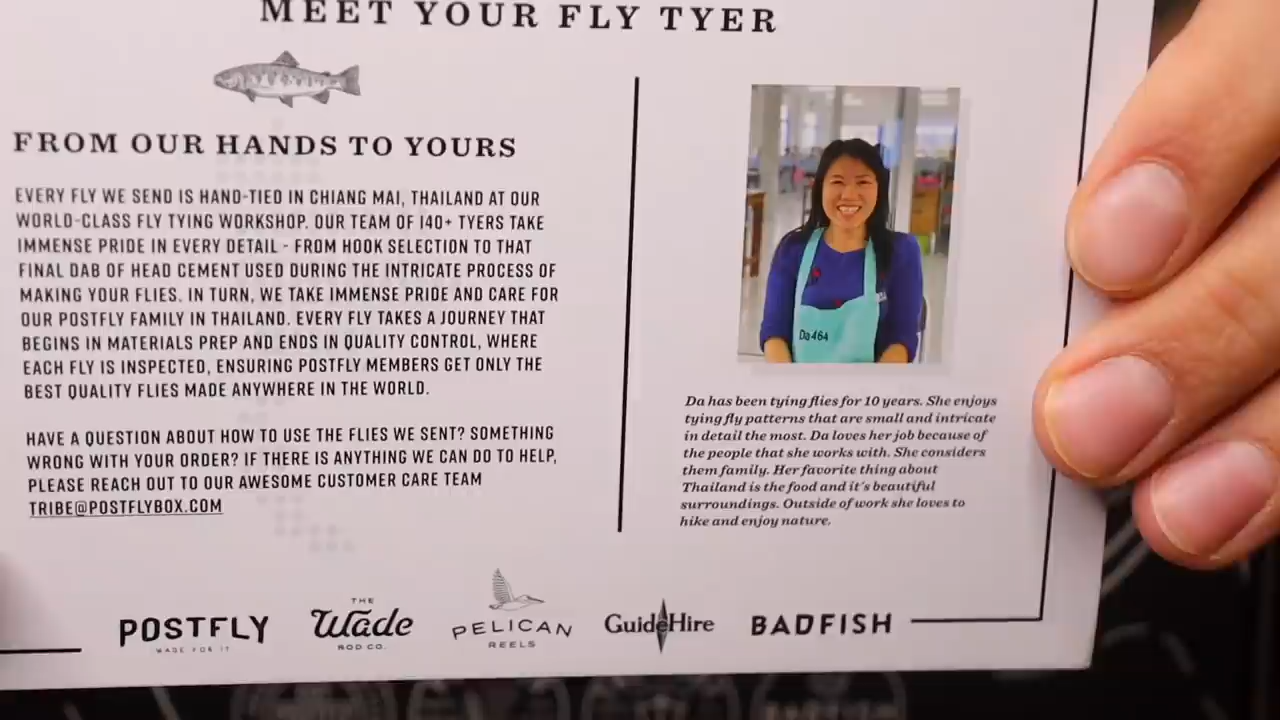 MEET YOUR FLY TYER
FROM OUR HANDS TO YOURS
EVERY FLY WE SEND IS HAND-TIED IN CHIANG MAI, THAILAND AT OUR
WORLD-CLASS FLY TYING WORKSHOP. OUR TEAM OF 140+ TYERS TAKE
IMMENSE PRIDE IN EVERY DETAIL - FROM HOOK SELECTION TO THAT
FINAL DAB OF HEAD CEMENT USED DURING THE INTRICATE PROCESS OF
MAKING YOUR FLIES. IN TURN, WE TAKE IMMENSE PRIDE AND CARE FOR
OUR POSTFLY FAMILY IN THAILAND. EVERY FLY TAKES A JOURNEY THAT
BEGINS IN MATERIALS PREP AND ENDS IN QUALITY CONTROL, WHERE
EACH FLY IS INSPECTED, ENSURING POSTFLY MEMBERS GET ONLY THE
BEST QUALITY FLIES MADE ANYWHERE IN THE WORLD.
HAVE A QUESTION ABOUT HOW TO USE THE FLIES WE SENT? SOMETHING
WRONG WITH YOUR ORDER? IF THERE IS ANYTHING WE CAN DO TO HELP,
PLEASE REACH OUT TO OUR AWESOME CUSTOMER CARE TEAM
TRIBE@POSTFLYBOX.COM
Da 464
Da has been tying flies for 10 years. She enjoys
tying fly patterns that are small and intricate
in detail the most. Da loves her job because of
the people that she works with. She considers
them family. Her favorite thing about
Thailand is the food and it's beautiful
surroundings. Outside of work she loves to
hike and enjoy nature.
POSTFLY
MADE FOR IT
THE
Wade
ROD CO.
PELICAN
REELS
GuideHire
BADFISH